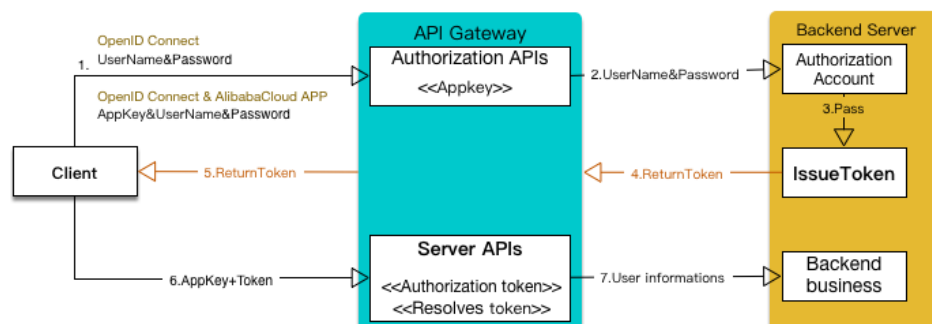 API Gateway
Backend Server
OpenID Connect
1.
UserName&Password
Authorization APIs
<<Appkey>>
2.UserName&Password
Authorization
Account
OpenID Connect & AlibabaCloud APP
AppKey&UserName&Password
3.Pass
Client
5.ReturnToken
4.ReturnToken
IssueToken
Server APIs
6.AppKey+Token
<<Authorization token>>
<<Resolves token>>
7.User informations
Backend
business